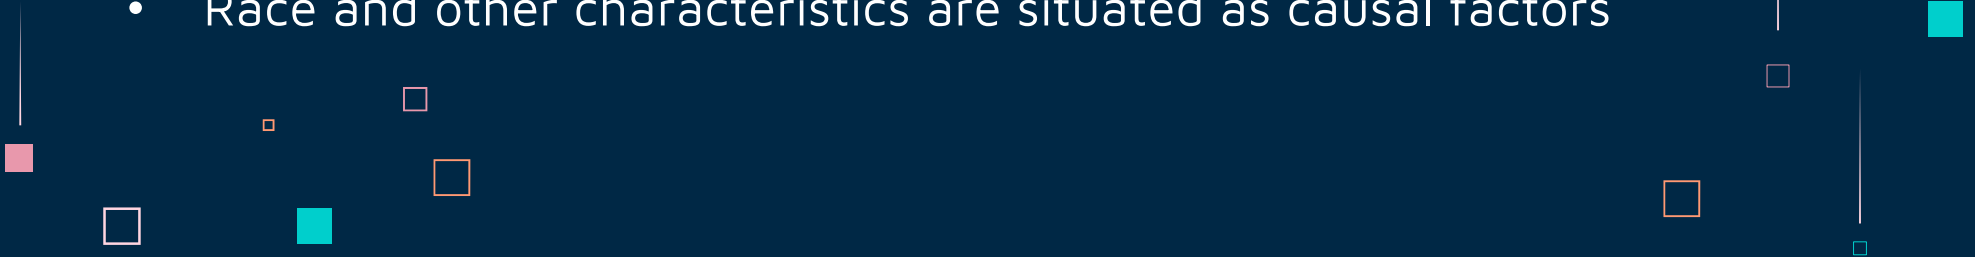 • Race and other characteristics are situated as causal factors